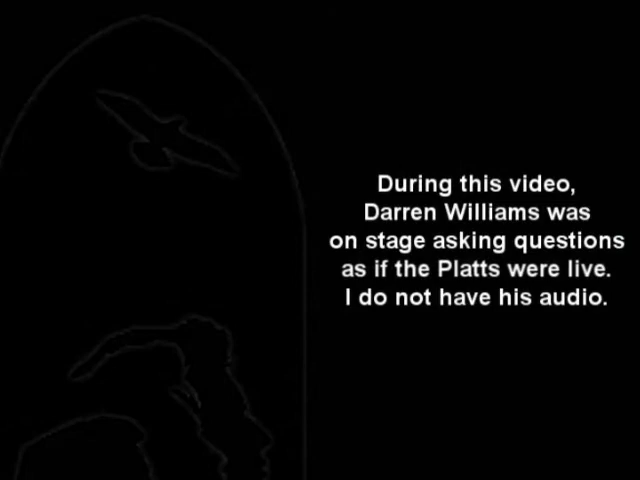 During this video,
Darren Williams was
on stage asking questions
as if the Platts were live.
I do not have his audio.